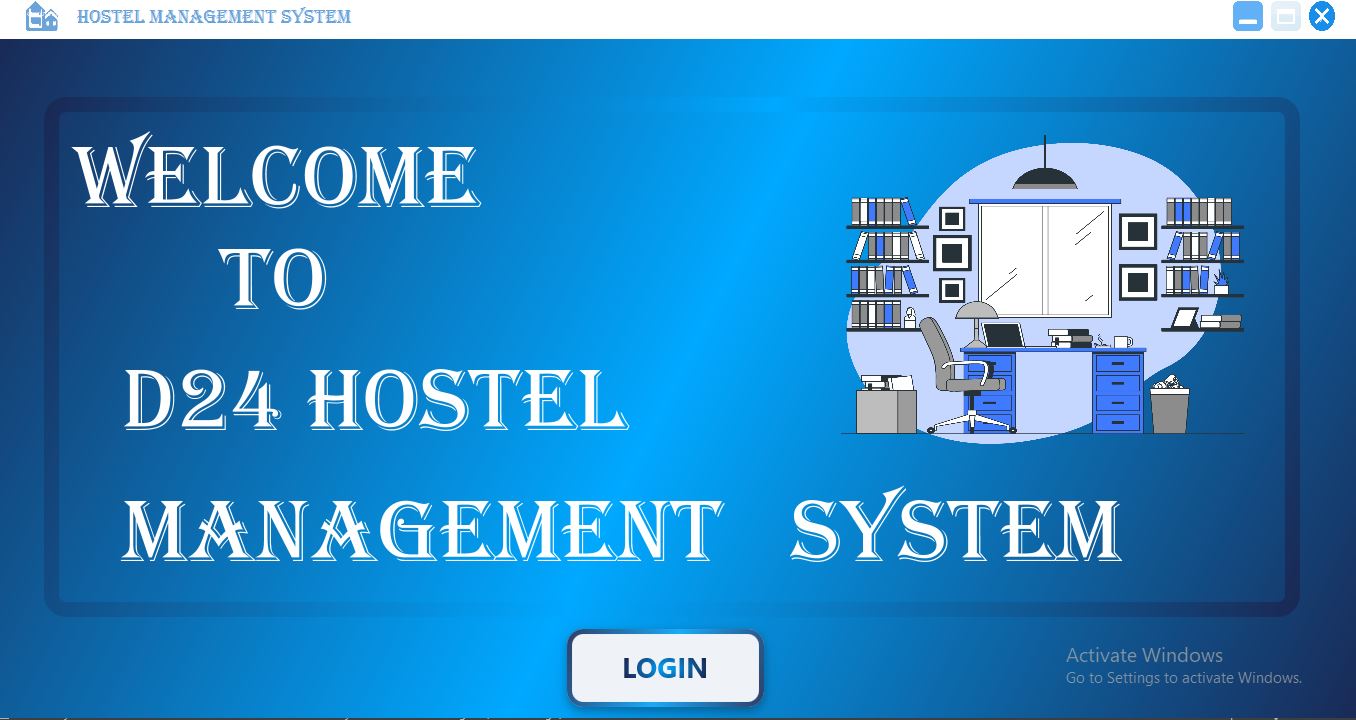 HOSTEL MANAGEMENT SYSTEM
WELCOME
TO
D24 HOSTEL
MANAGEMENT SYSTEM
LOGIN
Activate Windows
Go to Settings to activate Windows.